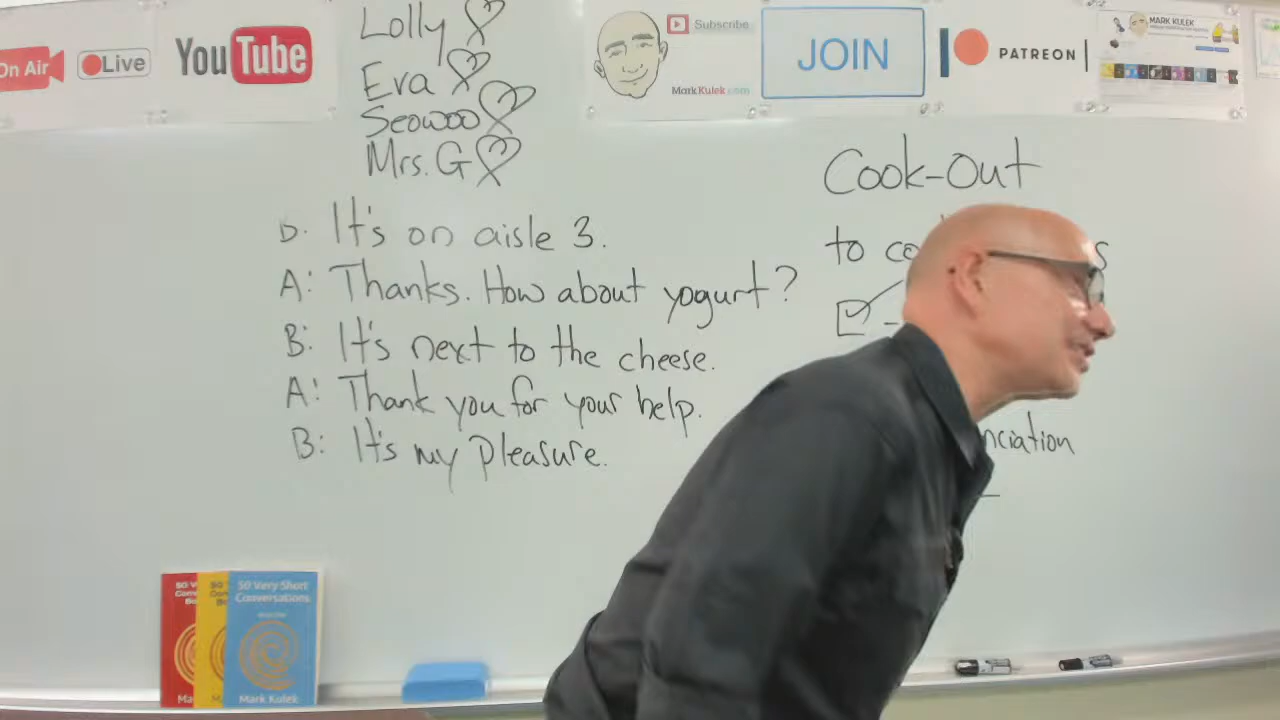 On Air
Live
YouTube
Lolly
Eva
Seowoo
Mrs. G
Subscribe
MarkKulek.com
JOIN
PATREON
MARK KULEK
Cook-Out
D. It's on aisle 3.
A: Thanks. How about yogurt?
B: It's next to the cheese.
A: Thank you for your help.
B: It's my pleasure.
to
50 Very Short
Conversations
Mark Kulek